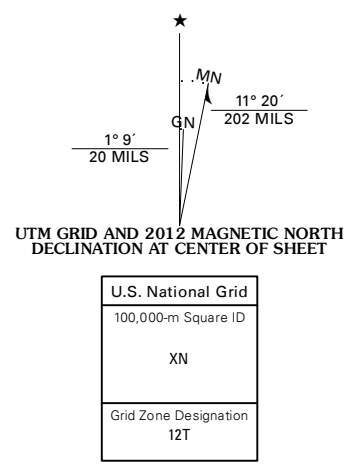 ★
MN
11° 20´
202 MILS
GN
1° 9´
20 MILS
UTM GRID AND 2012 MAGNETIC NORTH
DECLINATION AT CENTER OF SHEET
U.S. National Grid
100,000-m Square ID
XN
Grid Zone Designation
12T